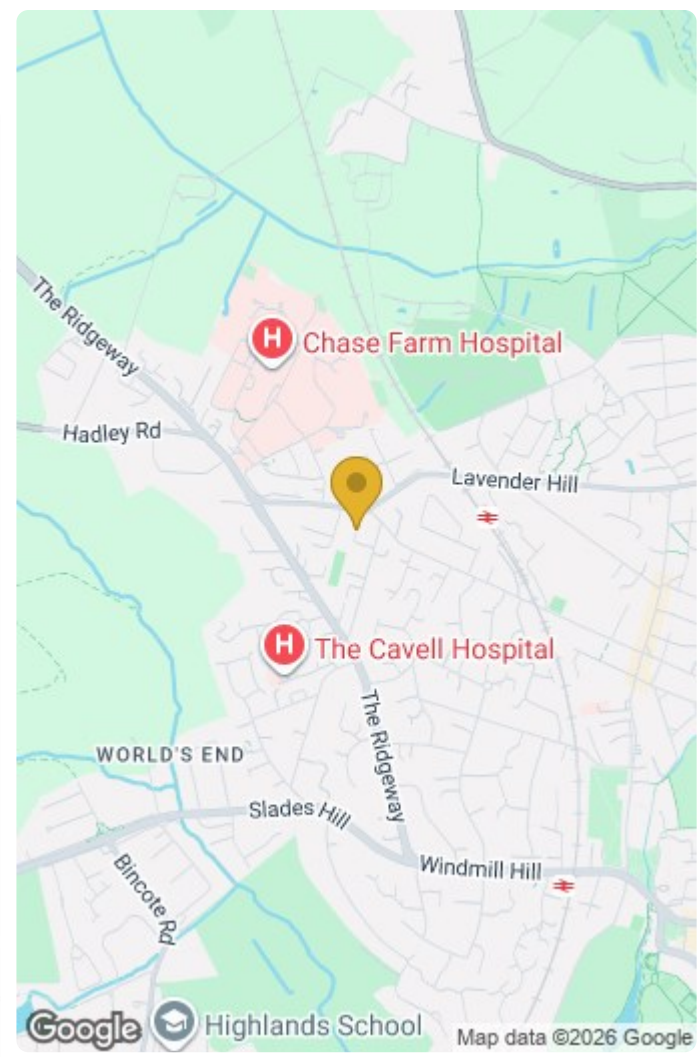 The Ridgeway
H
Chase Farm Hospital
Hadley Rd
Lavender Hill
H
The Cavell Hospital
The Ridgeway
WORLD'S END
Slades Hill
Windmill Hill
Bincote Rd
Google
Highlands School
Map data ©2026 Google